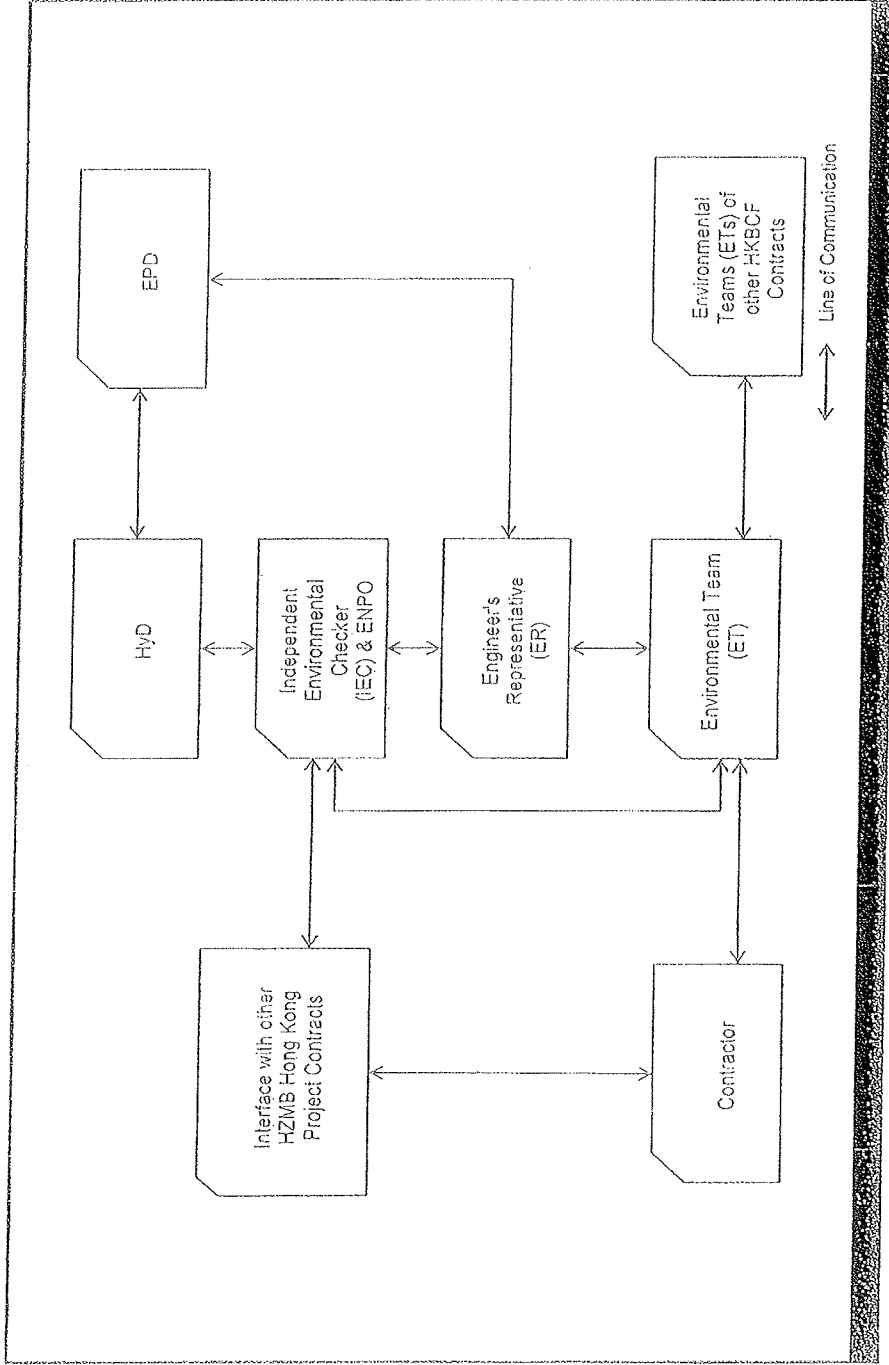 HyD
EPD
Interface with other
HZMB Hong Kong
Project Contracts
Independent
Environmental
Checker
(IEC) & ENPO
Engineer's
Representative
(ER)
Contractor
Environmental Team
(ET)
Environmental
Teams (ETs) of
other HKBCF
Contracts
Line of Communication